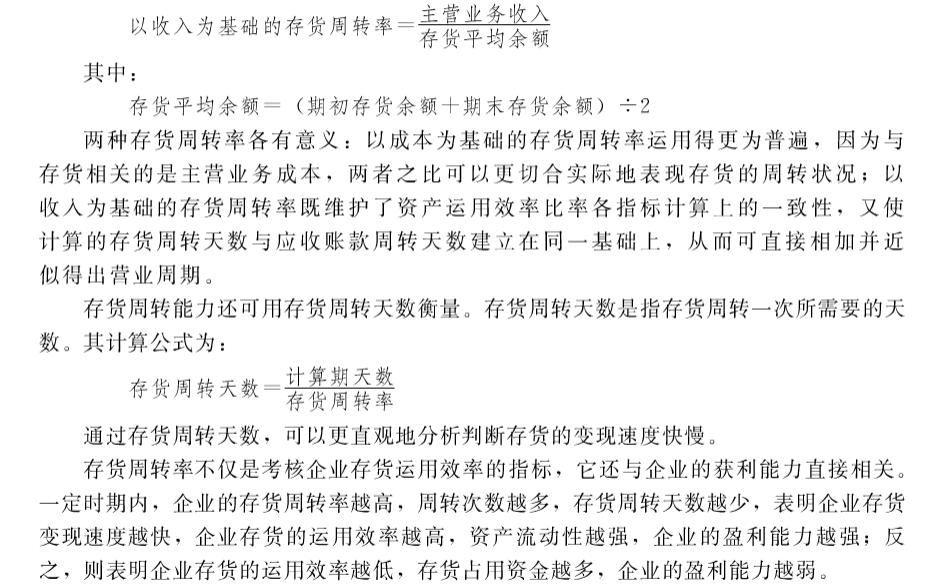 以收入为基础的存货周转率=主营业务收入
存货平均余额
其中：
存货平均余额=（期初存货余额+期末存货余额）÷2
两种存货周转率各有意义：以成本为基础的存货周转率运用得更为普遍，因为与
存货相关的是主营业务成本，两者之比可以更切合实际地表现存货的周转状况；以
收入为基础的存货周转率既维护了资产运用效率比率各指标计算上的一致性，又使
计算的存货周转天数与应收账款周转天数建立在同一基础上，从而可直接相加并近
似得出营业周期。
存货周转能力还可用存货周转天数衡量。存货周转天数是指存货周转一次所需要的天
数。其计算公式为：
存货周转天数=计算期天数
存货周转率
通过存货周转天数，可以更直观地分析判断存货的变现速度快慢。
存货周转率不仅是考核企业存货运用效率的指标，它还与企业的获利能力直接相关。
一定时期内，企业的存货周转率越高，周转次数越多，存货周转天数越少，表明企业存货
变现速度越快，企业存货的运用效率越高，资产流动性越强，企业的盈利能力越强；反
之，则表明企业存货的运用效率越低，存货占用资金越多，企业的盈利能力越弱。